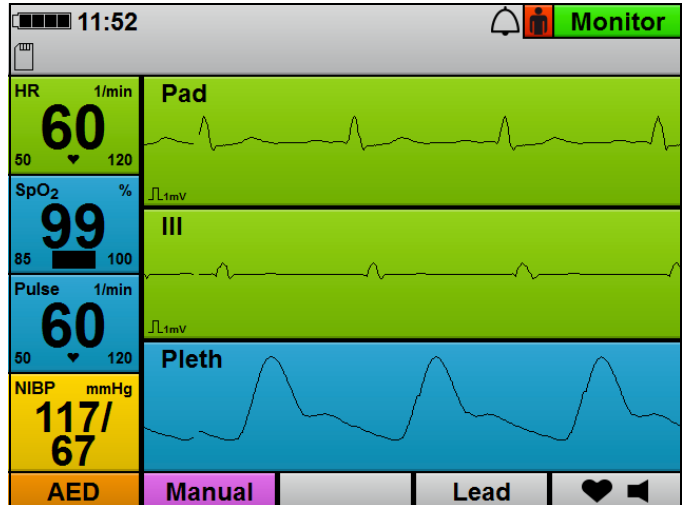 11:52
Monitor
HR 1/min
60
50 120
SpO2 %
99
85 100
Pulse 1/min
60
50 120
NIBP mmHg
117/
67
Pad
1mV
III
1mV
Pleth
AED Manual Lead